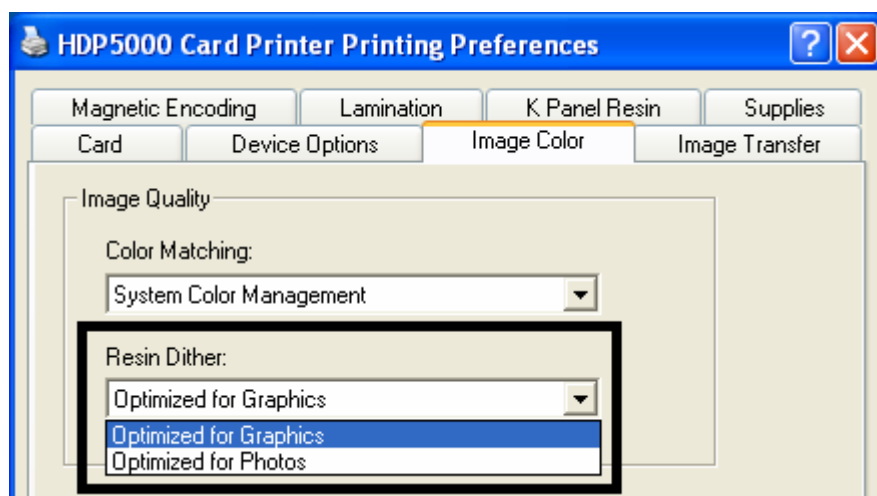 HDP5000 Card Printer Printing Preferences
Magnetic Encoding Lamination K Panel Resin Supplies
Card Device Options Image Color Image Transfer
Image Quality
Color Matching:
System Color Management
Resin Dither:
Optimized for Graphics
Optimized for Graphics
Optimized for Photos